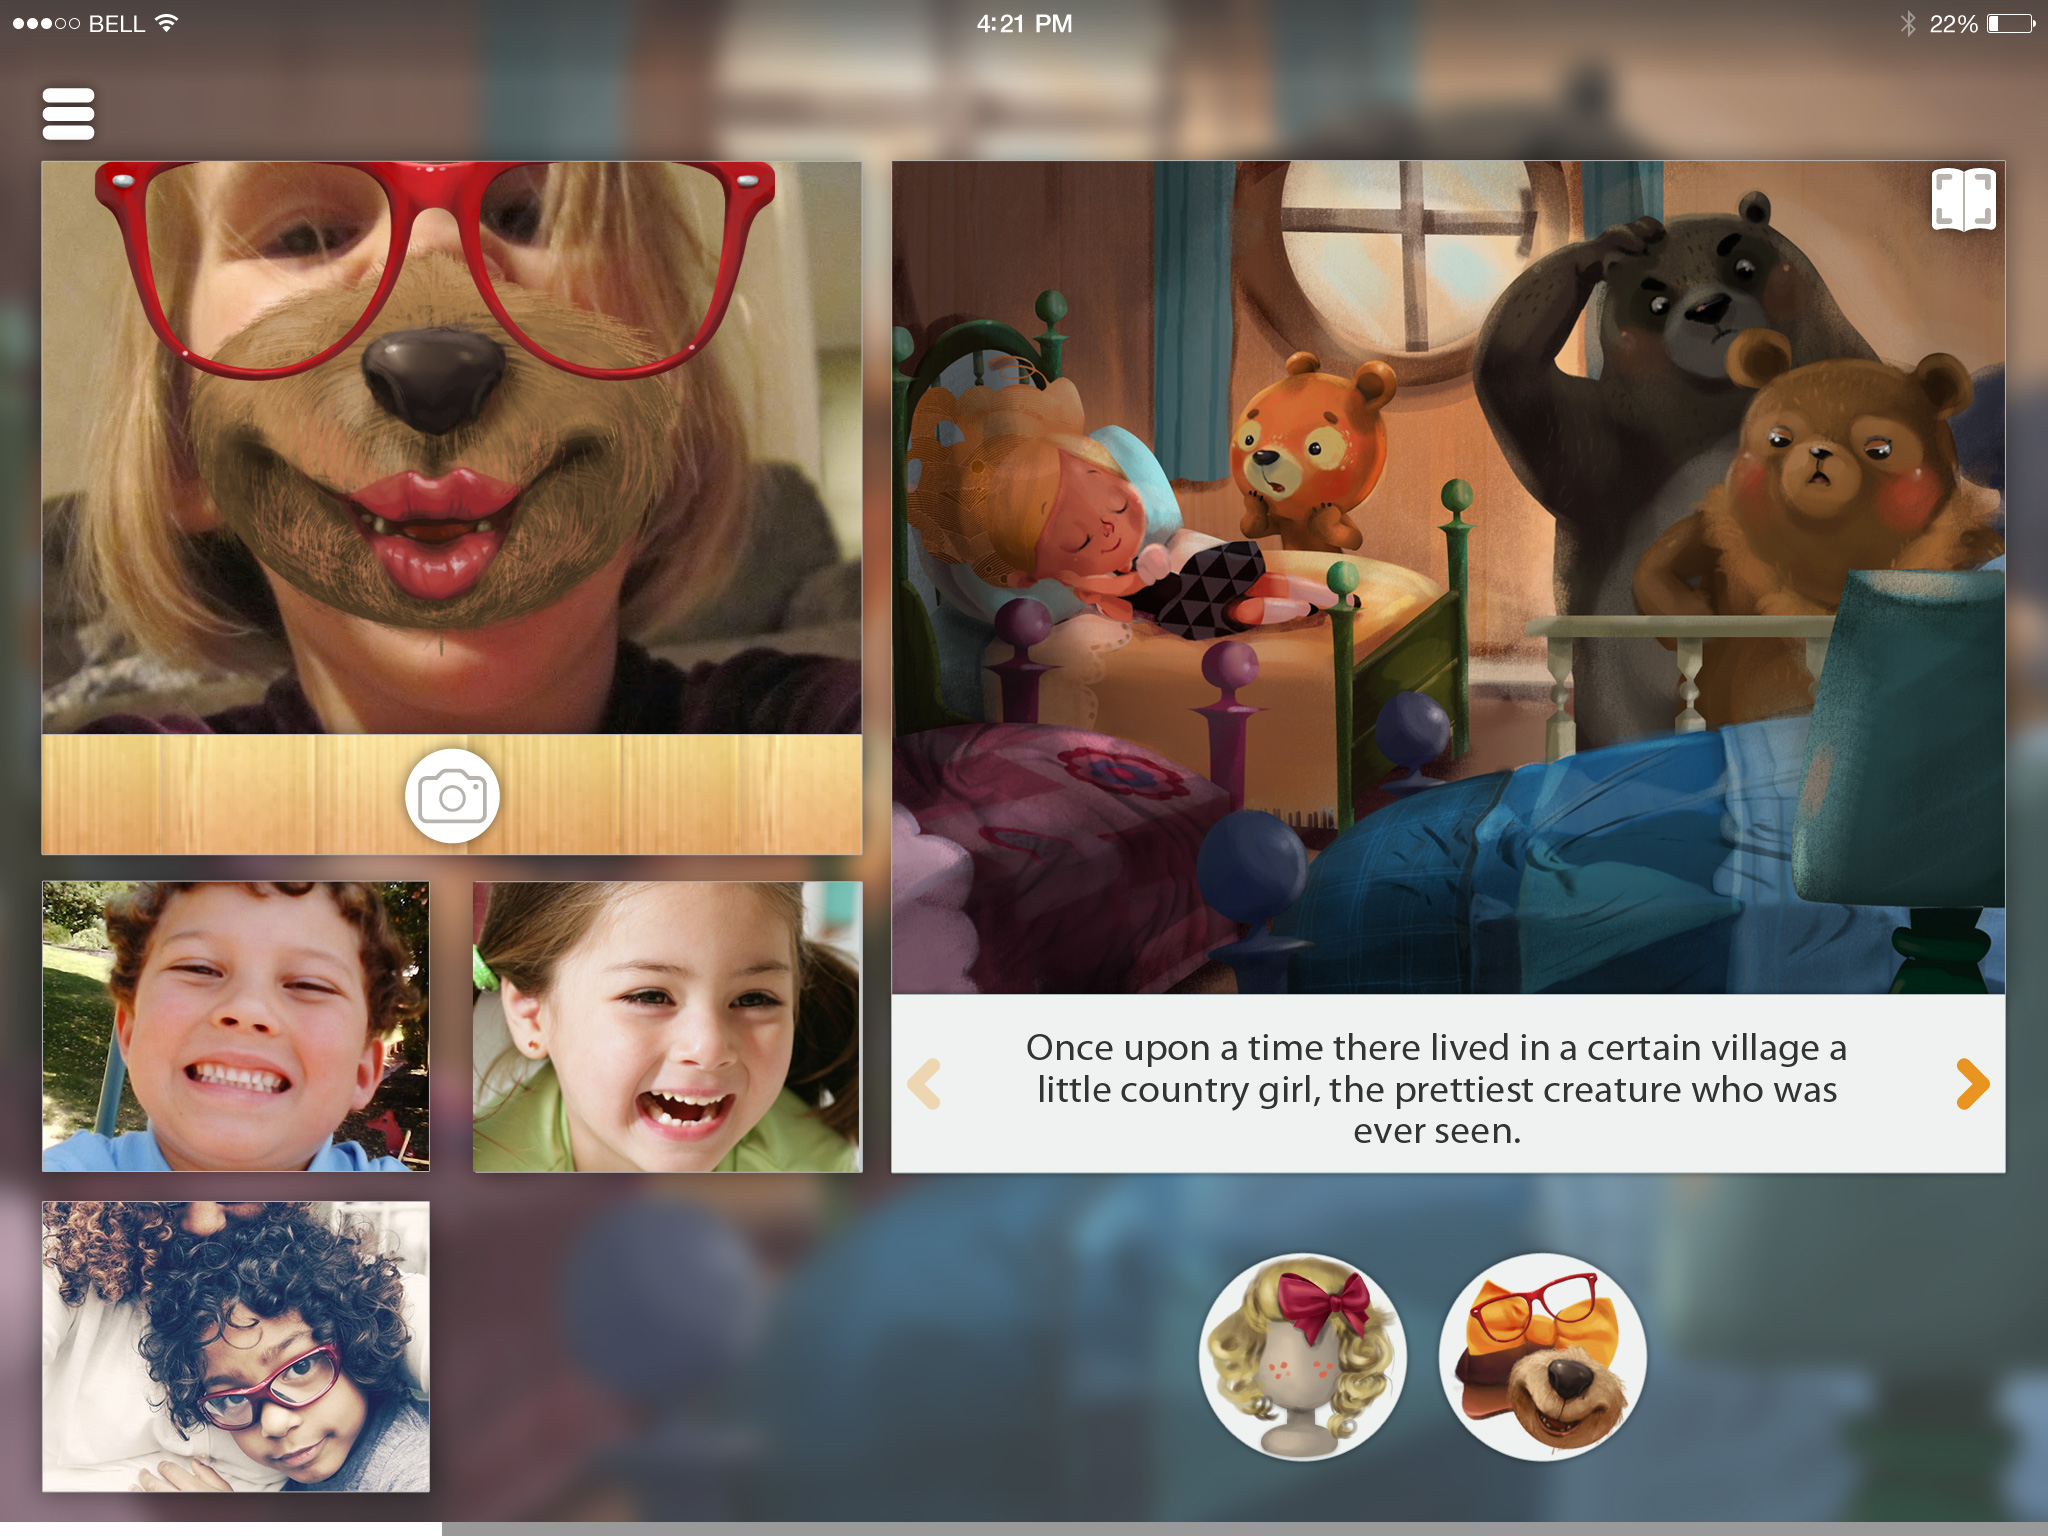 BELL
4:21 PM
22%
Once upon a time there lived in a certain village a
little country girl, the prettiest creature who was
ever seen.